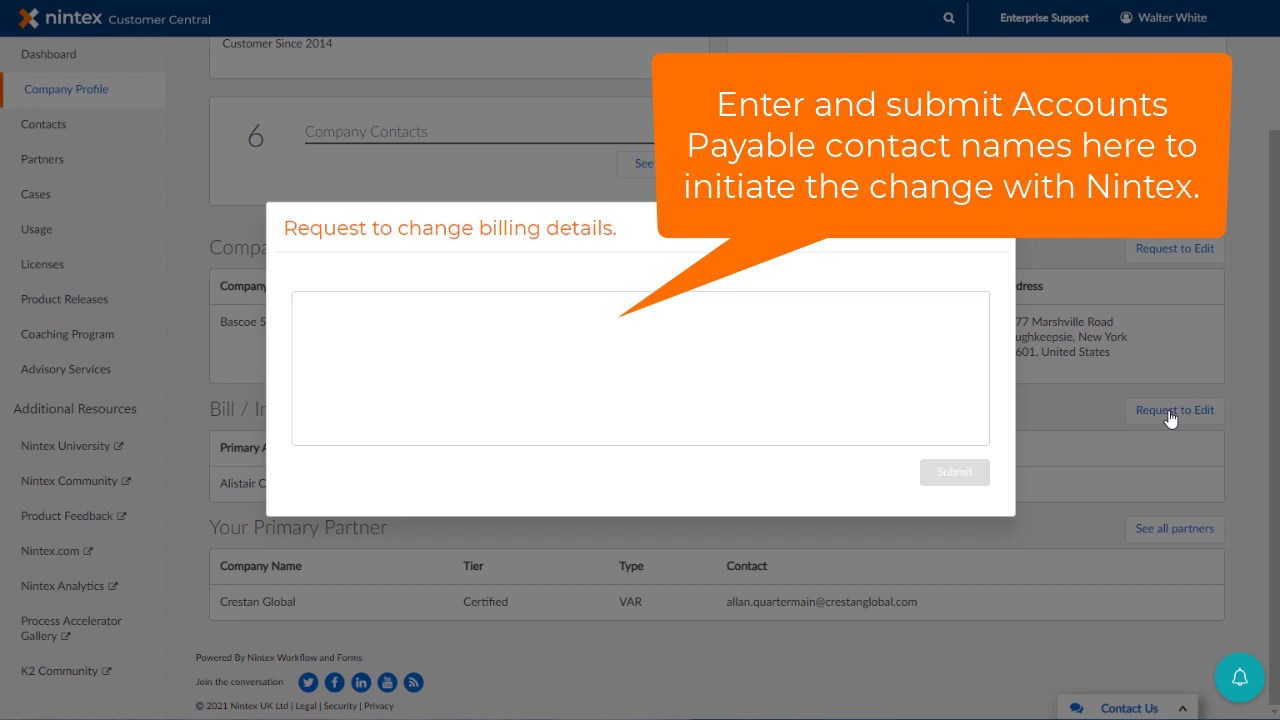 nintex Customer Central
Enterprise Support
Walter White
Dashboard
Company Profile
Contacts
Partners
Cases
Usage
Licenses
Product Releases
Coaching Program
Advisory Services
Additional Resources
Nintex University
Nintex Community
Product Feedback
Nintex.com
Nintex Analytics
Process Accelerator
Gallery
K2 Community
Customer Since 2014
6
Company Contacts
See
Enter and submit Accounts
Payable contact names here to
initiate the change with Nintex.
Request to change billing details.
Submit
Request to Edit
Company
dress
Bascoe 5
77 Marshville Road
ughkeepsie, New York
601, United States
Bill / In
Request to Edit
Primary A
Alistair C
Your Primary Partner
See all partners
Company Name Tier Type Contact
Crestan Global Certified VAR allan.quartermain@crestanglobal.com
Powered By Nintex Workflow and Forms
Join the conversation
© 2021 Nintex UK Ltd | Legal | Security | Privacy
Contact Us